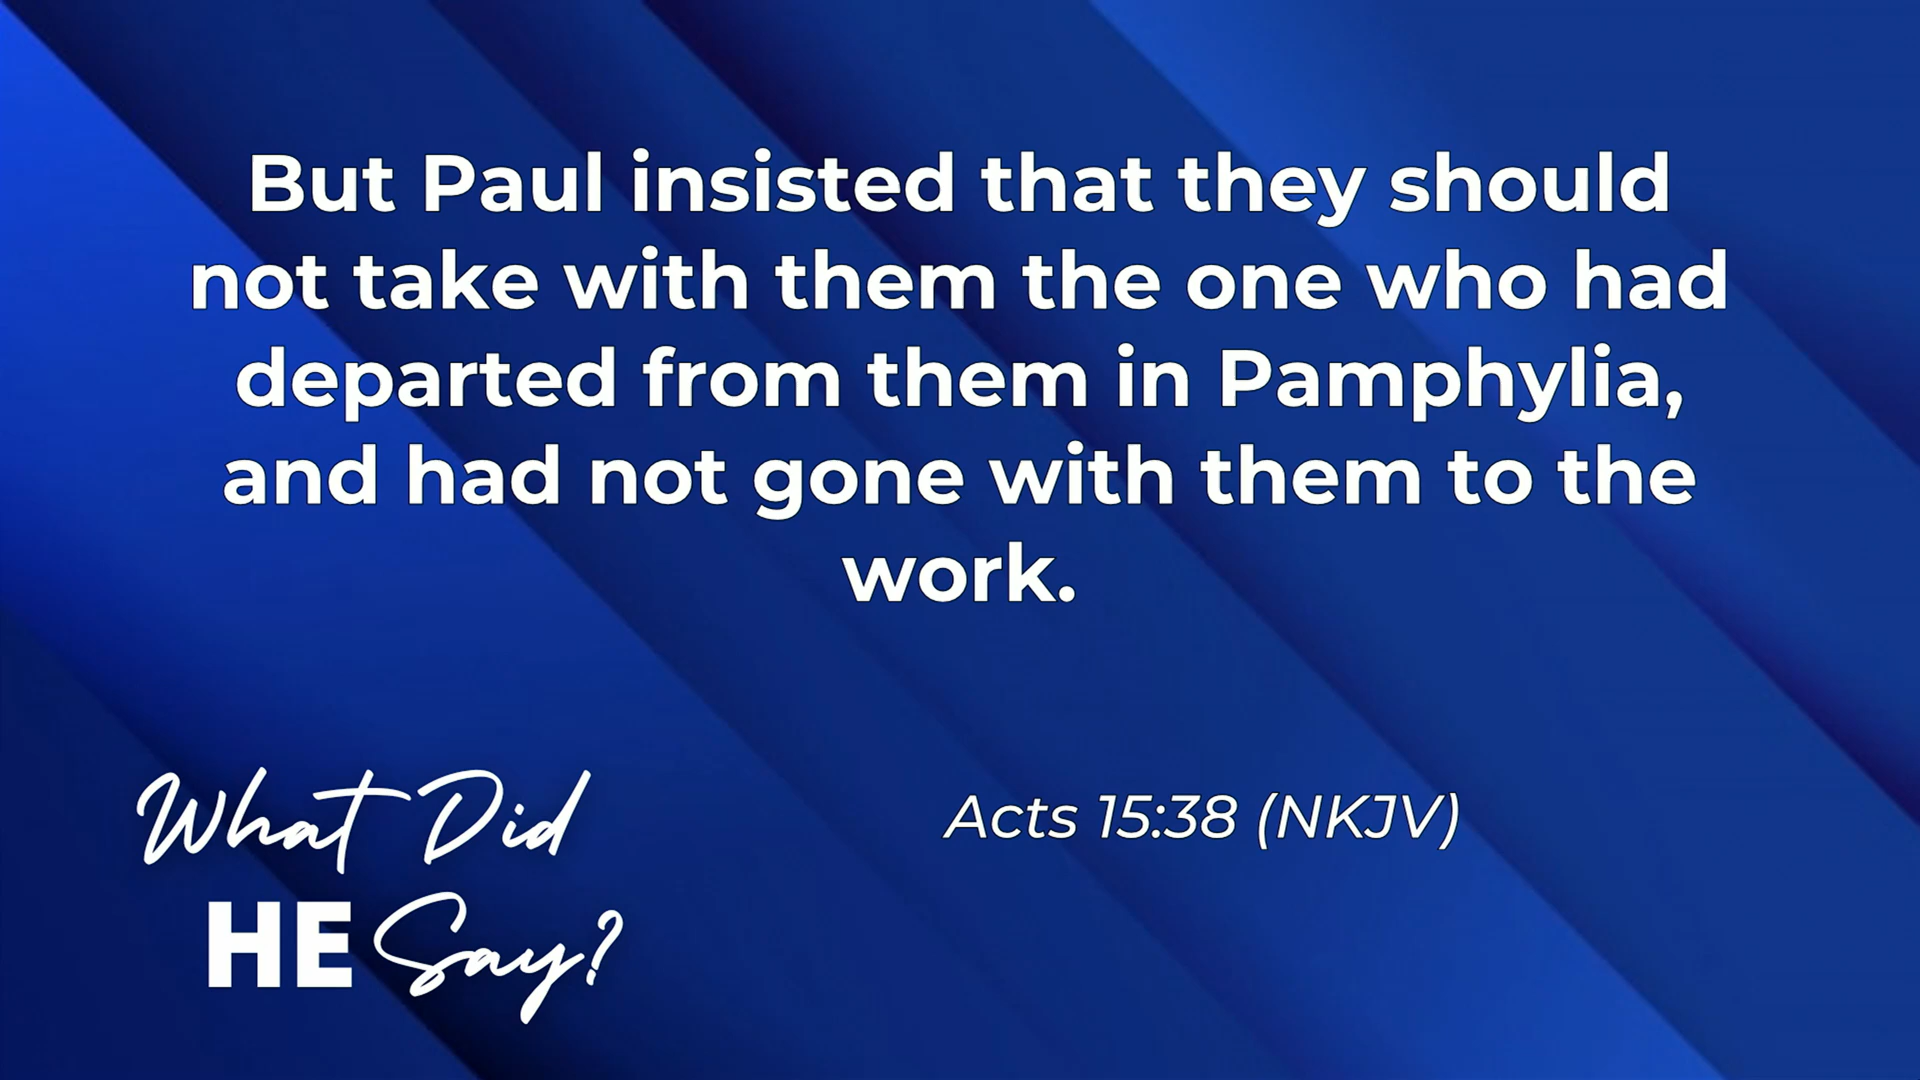 But Paul insisted that they should
not take with them the one who had
departed from them in Pamphylia,
and had not gone with them to the
work.
Acts 15:38 (NKJV)
What Did
HE Say?